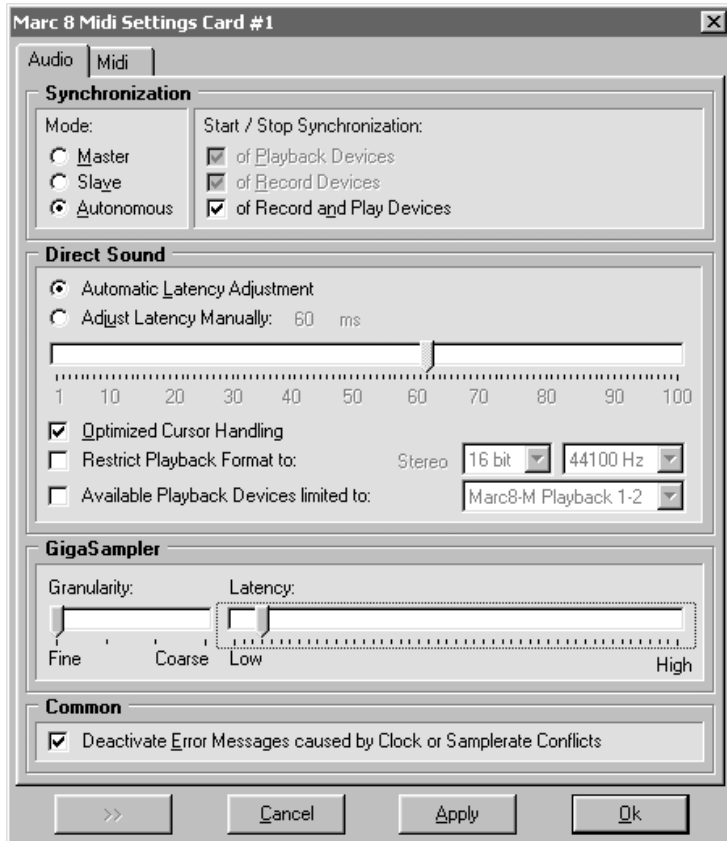 Marc 8 Midi Settings Card #1
Audio Midi
Synchronization
Mode:
Master
Slave
Autonomous
Start / Stop Synchronization:
of Playback Devices
of Record Devices
of Record and Play Devices
Direct Sound
Automatic Latency Adjustment
Adjust Latency Manually: 60 ms
1 10 20 30 40 50 60 70 80 90 100
Optimized Cursor Handling
Restrict Playback Format to: Stereo 16 bit 44100 Hz
Available Playback Devices limited to: Marc8-M Playback 1-2
GigaSampler
Granularity:
Fine Coarse
Latency:
Low High
Common
Deactivate Error Messages caused by Clock or Samplerate Conflicts
>> Cancel Apply Ok